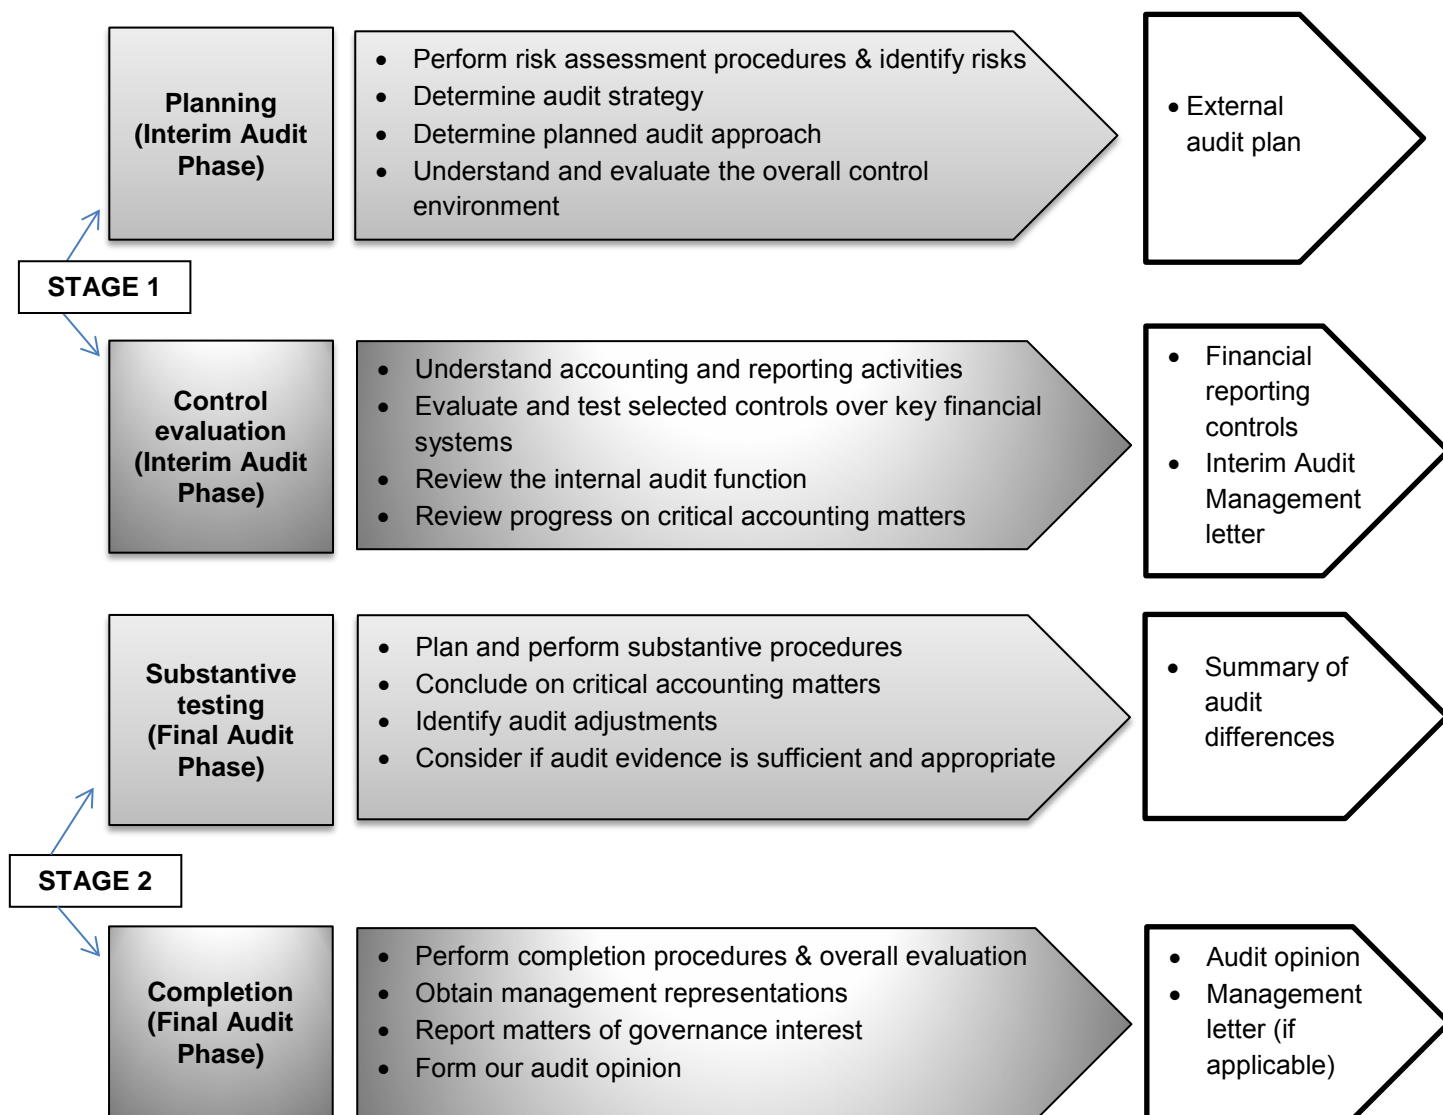 Planning
(Interim Audit
Phase)
• Perform risk assessment procedures & identify risks
• Determine audit strategy
• Determine planned audit approach
• Understand and evaluate the overall control
environment
• External
audit plan
STAGE 1
Control
evaluation
(Interim Audit
Phase)
• Understand accounting and reporting activities
• Evaluate and test selected controls over key financial
systems
• Review the internal audit function
• Review progress on critical accounting matters
• Financial
reporting
controls
• Interim Audit
Management
letter
Substantive
testing
(Final Audit
Phase)
• Plan and perform substantive procedures
• Conclude on critical accounting matters
• Identify audit adjustments
• Consider if audit evidence is sufficient and appropriate
• Summary of
audit
differences
STAGE 2
Completion
(Final Audit
Phase)
• Perform completion procedures & overall evaluation
• Obtain management representations
• Report matters of governance interest
• Form our audit opinion
• Audit opinion
• Management
letter (if
applicable)